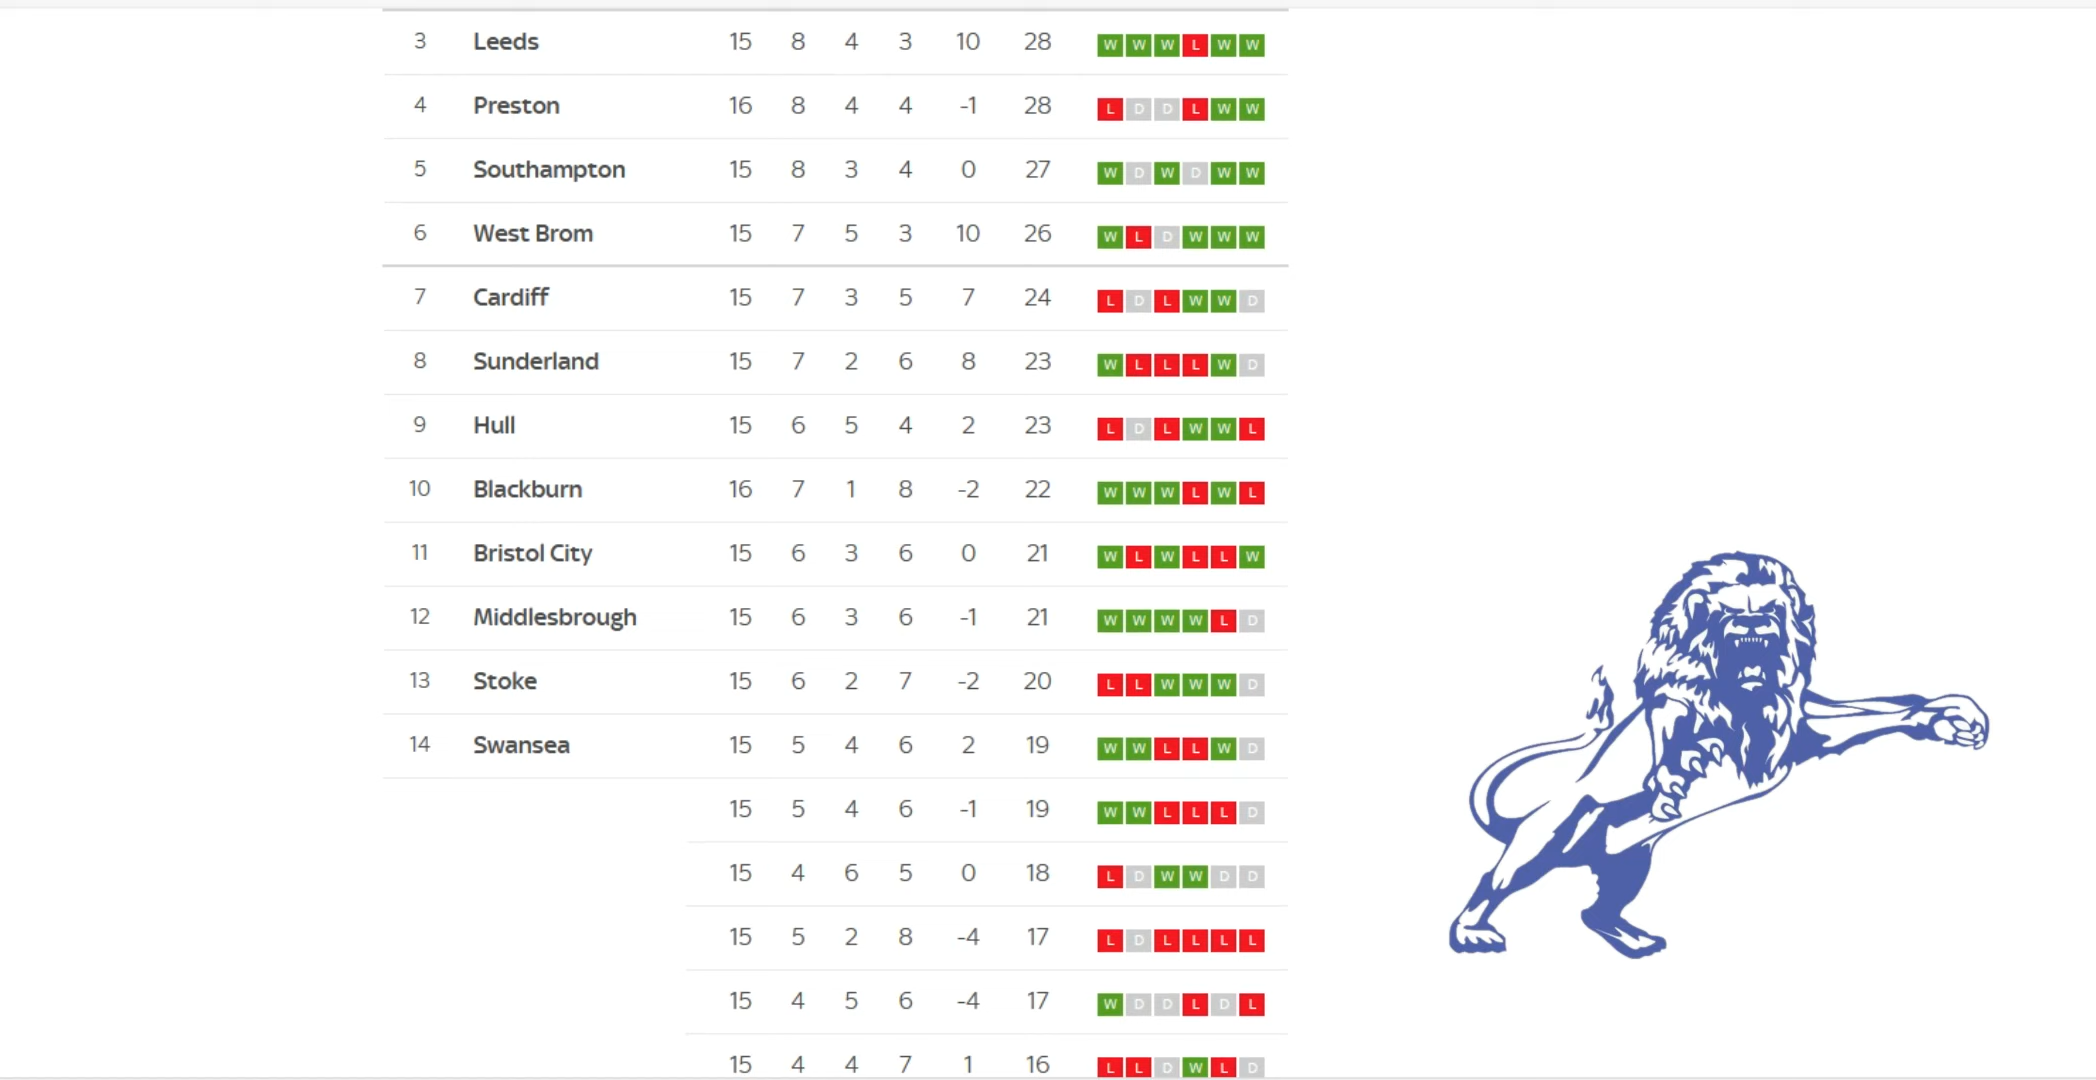 3 Leeds 15 8 4 3 10 28 W W W L W W
4 Preston 16 8 4 4 -1 28 L D D L W W
5 Southampton 15 8 3 4 0 27 W D W D W W
6 West Brom 15 7 5 3 10 26 W L D W W W
7 Cardiff 15 7 3 5 7 24 L D L W W D
8 Sunderland 15 7 2 6 8 23 W L L L W D
9 Hull 15 6 5 4 2 23 L D L W W L
10 Blackburn 16 7 1 8 -2 22 W W W L W L
11 Bristol City 15 6 3 6 0 21 W L W L L W
12 Middlesbrough 15 6 3 6 -1 21 W W W W L D
13 Stoke 15 6 2 7 -2 20 L L W W W D
14 Swansea 15 5 4 6 2 19 W W L L W D
15 5 4 6 -1 19 W W L L L D
15 4 6 5 0 18 L D W W D D
15 5 2 8 -4 17 L D L L L L
15 4 5 6 -4 17 W D D L D L
15 4 4 7 1 16 L L D W L D